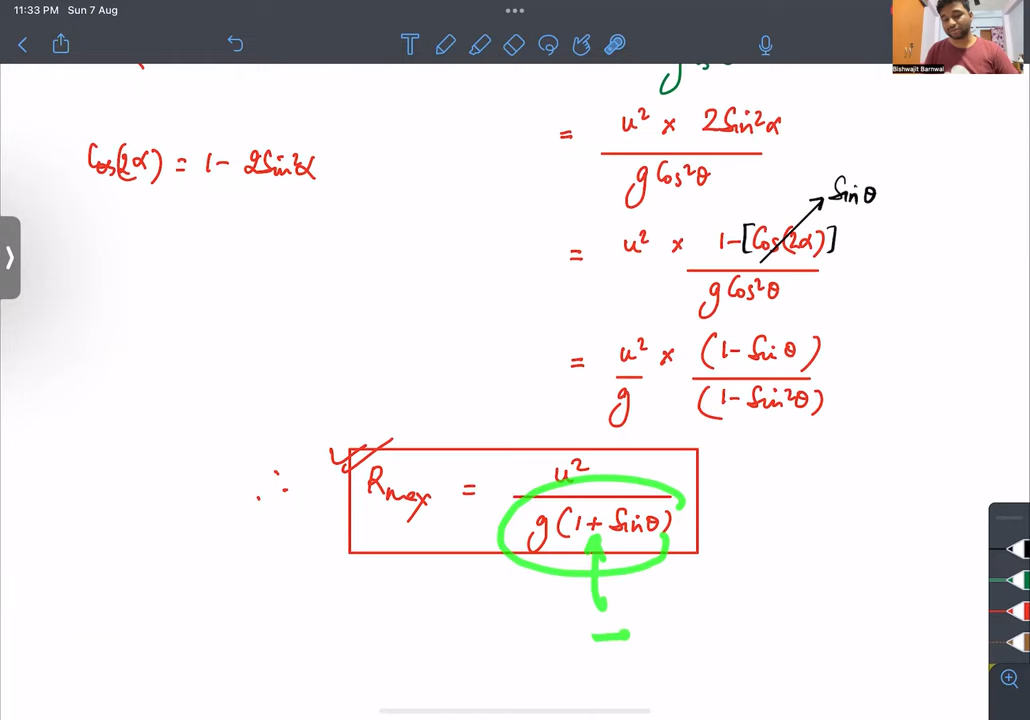 11:33 PM Sun 7 Aug
Bishwajit Barnwal
= u² × 2Sin²α / g Cos²θ
Cos(2α) = 1 - 2Sin²α
Sinθ
= u² × 1-[Cos(2α)] / g Cos²θ
= u²/g × (1- Sinθ) / (1- Sin²θ)
∴ Rmax = u² / g(1+ Sinθ)
-